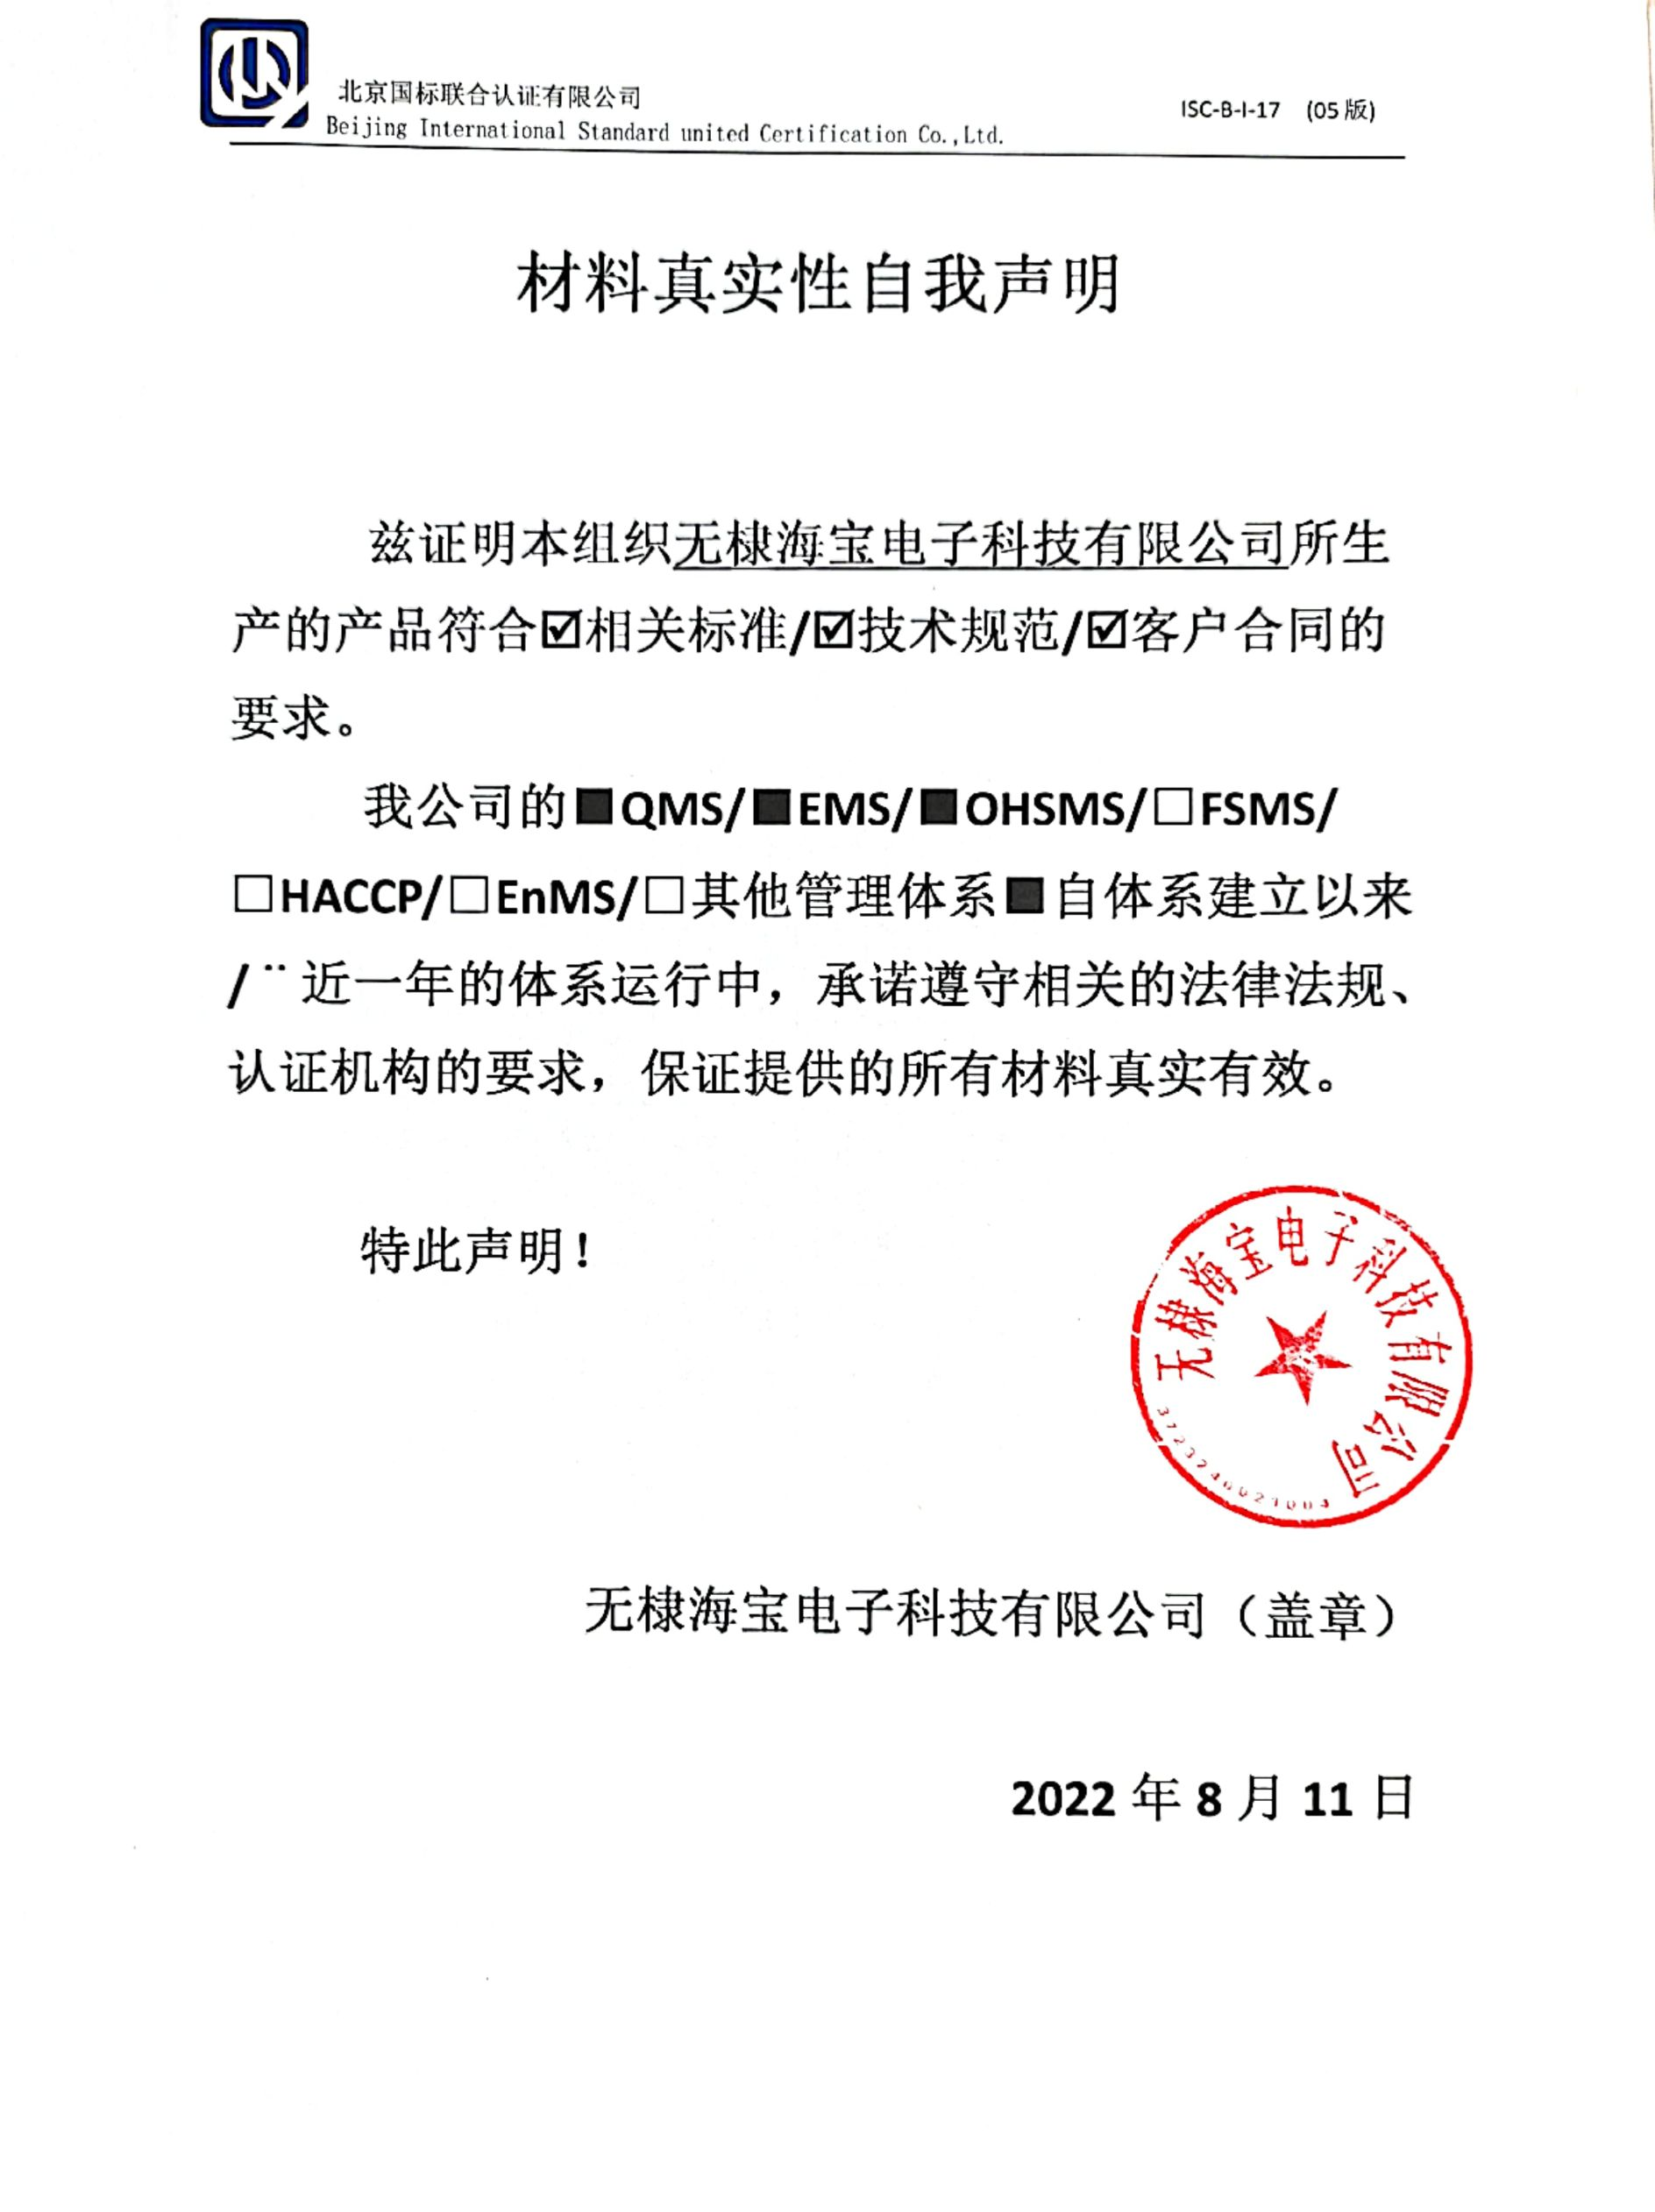 北京国标联合认证有限公司
Beijing International Standard united Certification Co.,Ltd.
ISC-B-I-17 (05版)
材料真实性自我声明
兹证明本组织无棣海宝电子科技有限公司所生
产的产品符合☑相关标准/☑技术规范/☑客户合同的
要求。
我公司的■QMS/■EMS/■OHSMS/□FSMS/
□HACCP/□EnMS/□其他管理体系■自体系建立以来
/¨近一年的体系运行中，承诺遵守相关的法律法规、
认证机构的要求，保证提供的所有材料真实有效。
特此声明！
无棣海宝电子科技有限公司
无棣海宝电子科技有限公司（盖章）
2022年8月11日